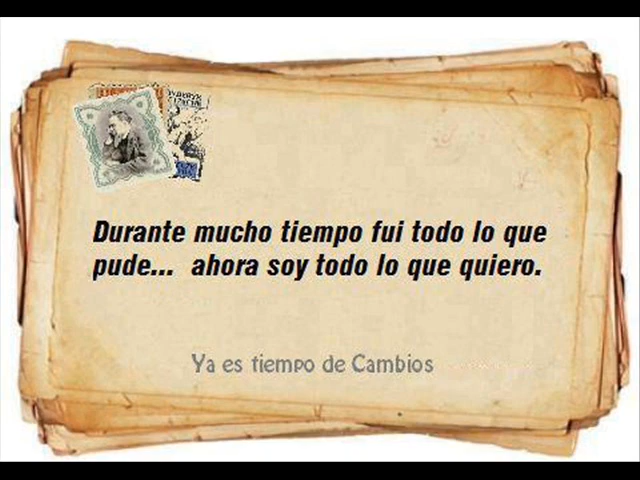 Durante mucho tiempo fui todo lo que
pude... ahora soy todo lo que quiero.
Ya es tiempo de Cambios